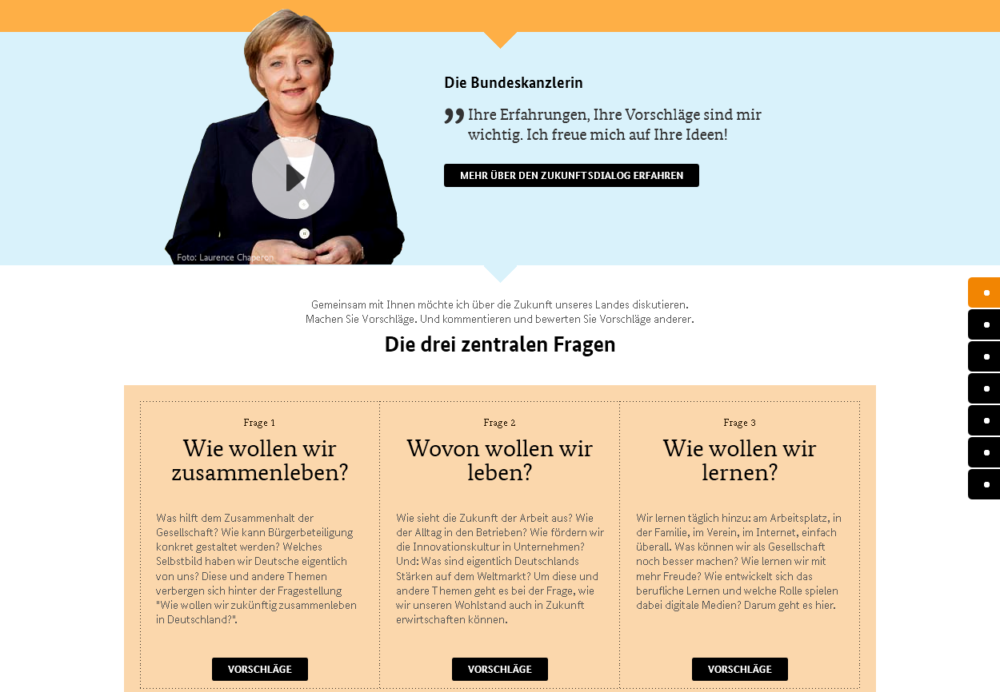 Die Bundeskanzlerin
” Ihre Erfahrungen, Ihre Vorschläge sind mir
wichtig. Ich freue mich auf Ihre Ideen!
MEHR ÜBER DEN ZUKUNFTSDIALOG ERFAHREN
Foto: Laurence Chaperon
Gemeinsam mit Ihnen möchte ich über die Zukunft unseres Landes diskutieren.
Machen Sie Vorschläge. Und kommentieren und bewerten Sie Vorschläge anderer.
Die drei zentralen Fragen
Frage 1
Wie wollen wir
zusammenleben?
Was hilft dem Zusammenhalt der
Gesellschaft? Wie kann Bürgerbeteiligung
konkret gestaltet werden? Welches
Selbstbild haben wir Deutsche eigentlich
von uns? Diese und andere Themen
verbergen sich hinter der Fragestellung
"Wie wollen wir zukünftig zusammenleben
in Deutschland?".
VORSCHLÄGE
Frage 2
Wovon wollen wir
leben?
Wie sieht die Zukunft der Arbeit aus? Wie
der Alltag in den Betrieben? Wie fördern wir
die Innovationskultur in Unternehmen?
Und: Was sind eigentlich Deutschlands
Stärken auf dem Weltmarkt? Um diese und
andere Themen geht es bei der Frage, wie
wir unseren Wohlstand auch in Zukunft
erwirtschaften können.
VORSCHLÄGE
Frage 3
Wie wollen wir
lernen?
Wir lernen täglich hinzu: am Arbeitsplatz, in
der Familie, im Verein, im Internet, einfach
überall. Was können wir als Gesellschaft
noch besser machen? Wie lernen wir mit
mehr Freude? Wie entwickelt sich das
berufliche Lernen und welche Rolle spielen
dabei digitale Medien? Darum geht es hier.
VORSCHLÄGE